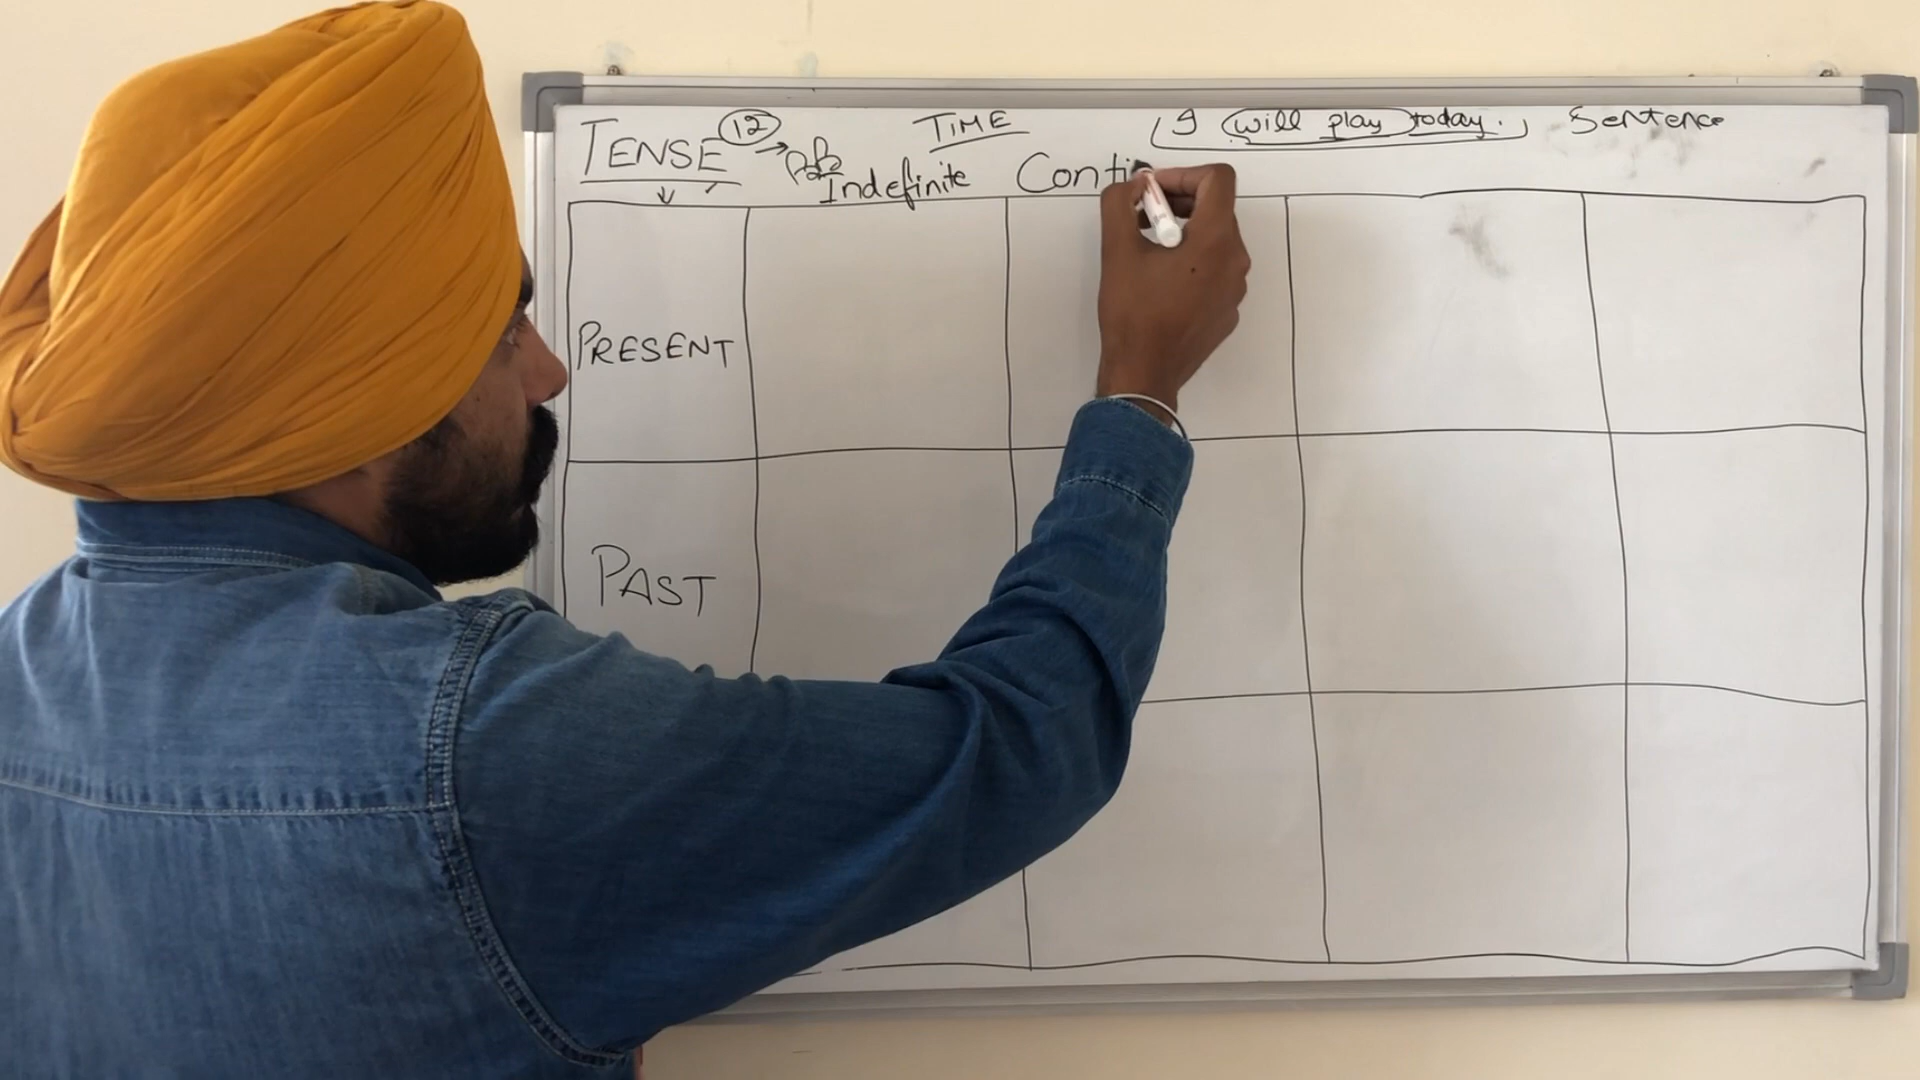 TENSE 12 TIME I will play today. Sentence
Indefinite Conti
PRESENT
PAST